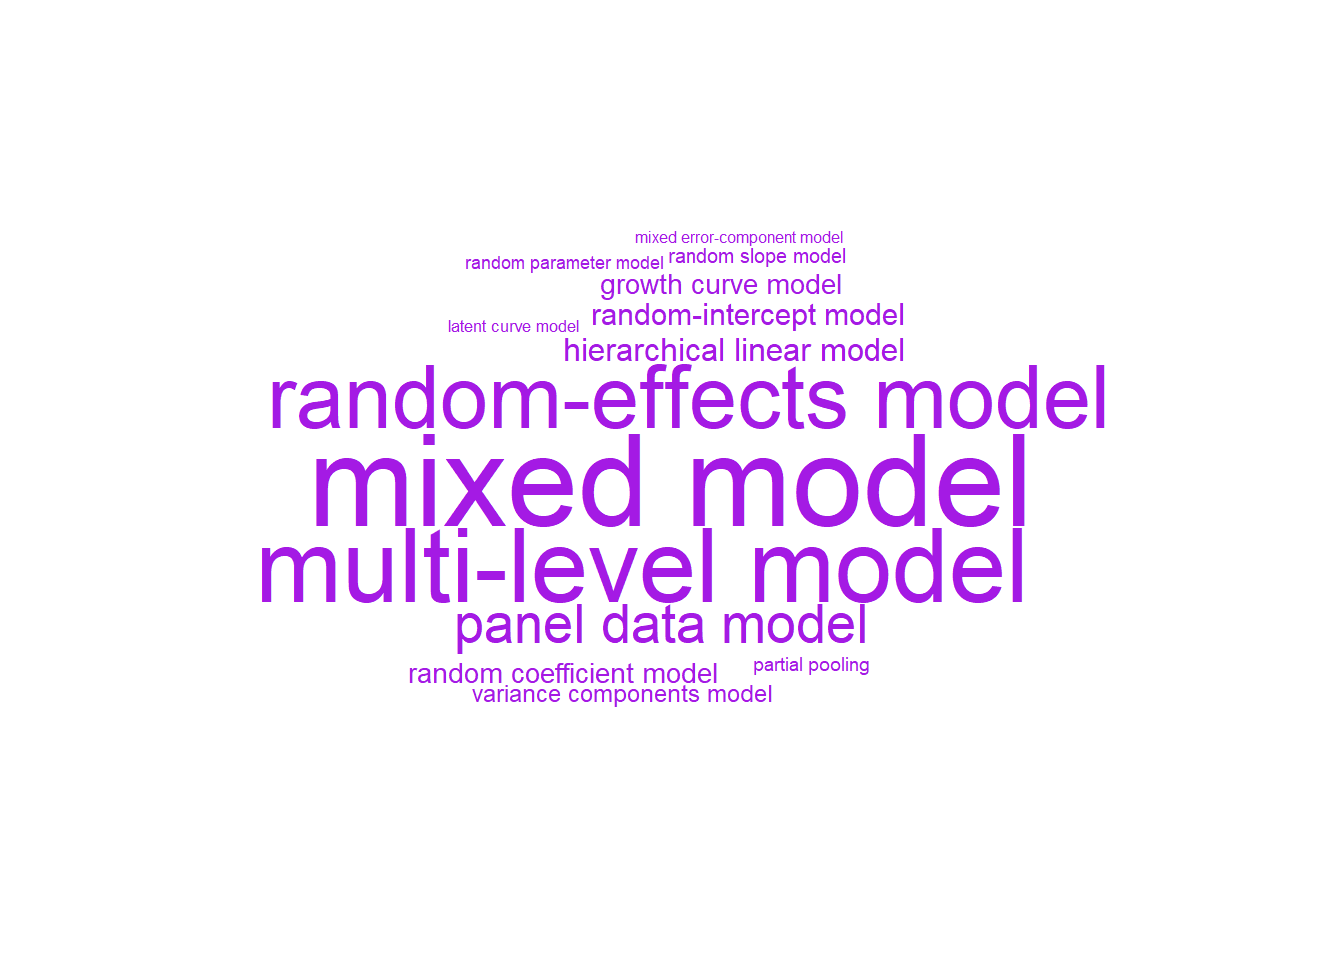 mixed error-component model
random parameter model random slope model
growth curve model
random-intercept model
latent curve model
hierarchical linear model
random-effects model
mixed model
multi-level model
panel data model
random coefficient model
partial pooling
variance components model